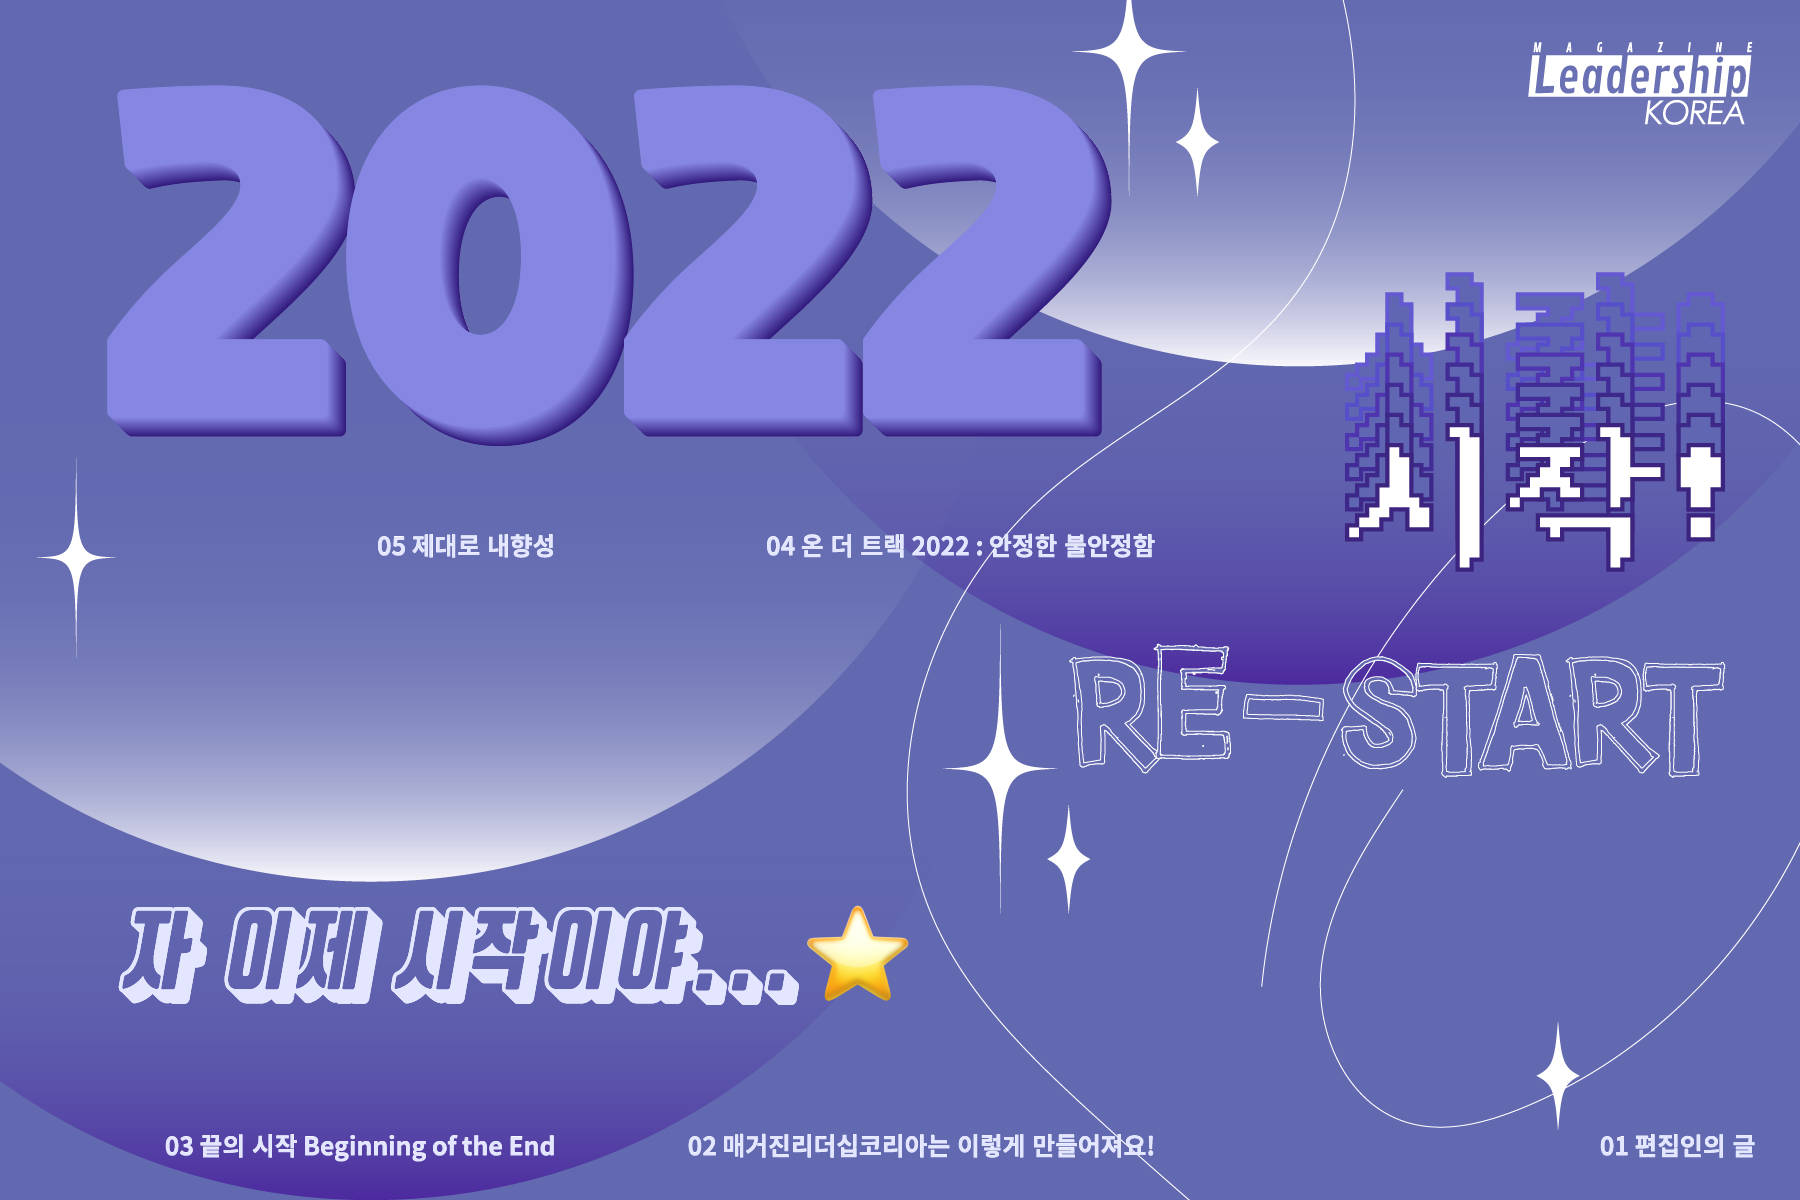 MAGAZINE
Leadership
KOREA
2022
시작!
05 제대로 내향성
04 온 더 트랙 2022 : 안정한 불안정함
RE-START
자 이제 시작이야...
03 끝의 시작 Beginning of the End
02 매거진리더십코리아는 이렇게 만들어져요!
01 편집인의 글